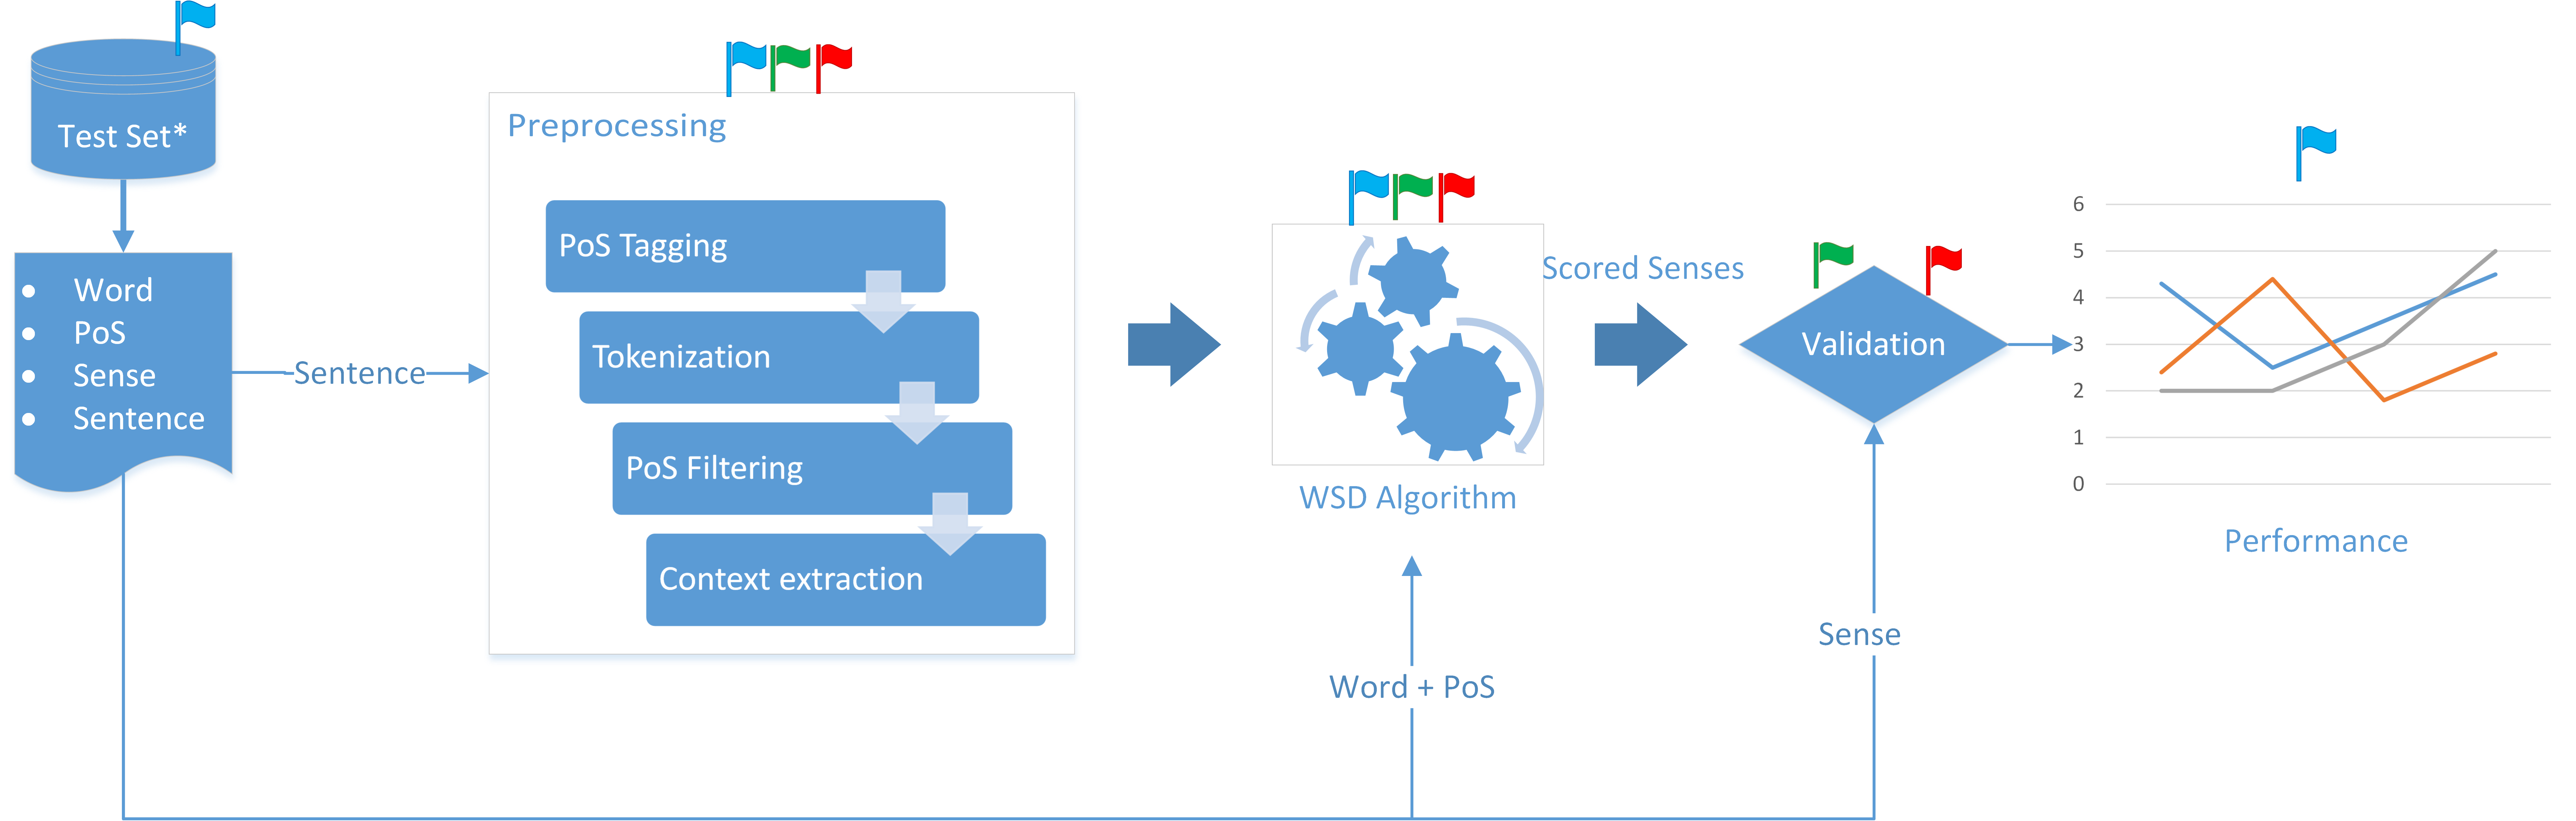 Test Set*
Word
PoS
Sense
Sentence
Sentence
Preprocessing
PoS Tagging
Tokenization
PoS Filtering
Context extraction
WSD Algorithm
Word + PoS
Scored Senses
Validation
Sense
6
5
4
3
2
1
0
Performance